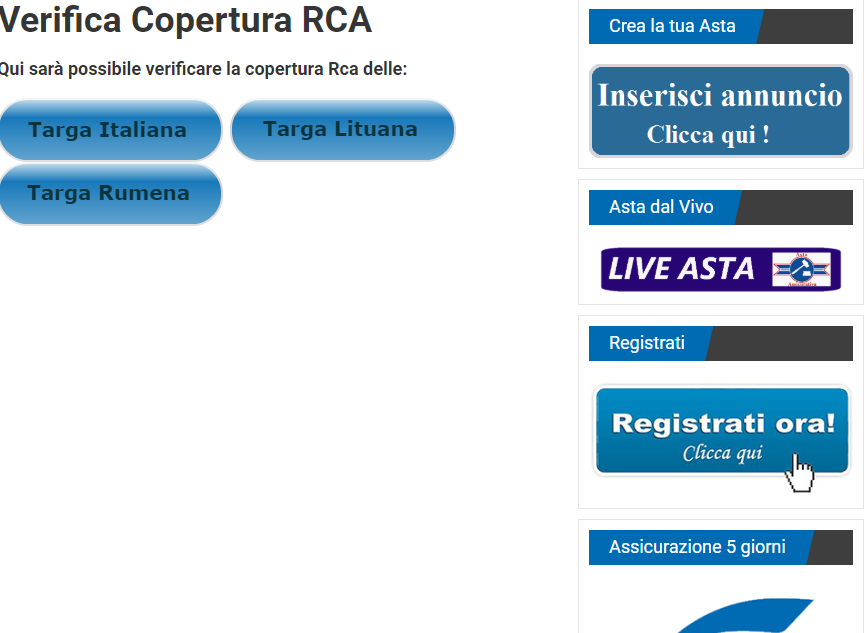 Verifica Copertura RCA
Qui sarà possibile verificare la copertura Rca delle:
Targa Italiana
Targa Lituana
Targa Rumena
Crea la tua Asta
Inserisci annuncio
Clicca qui !
Asta dal Vivo
LIVE ASTA
Registrati
Registrati ora!
Clicca qui
Assicurazione 5 giorni